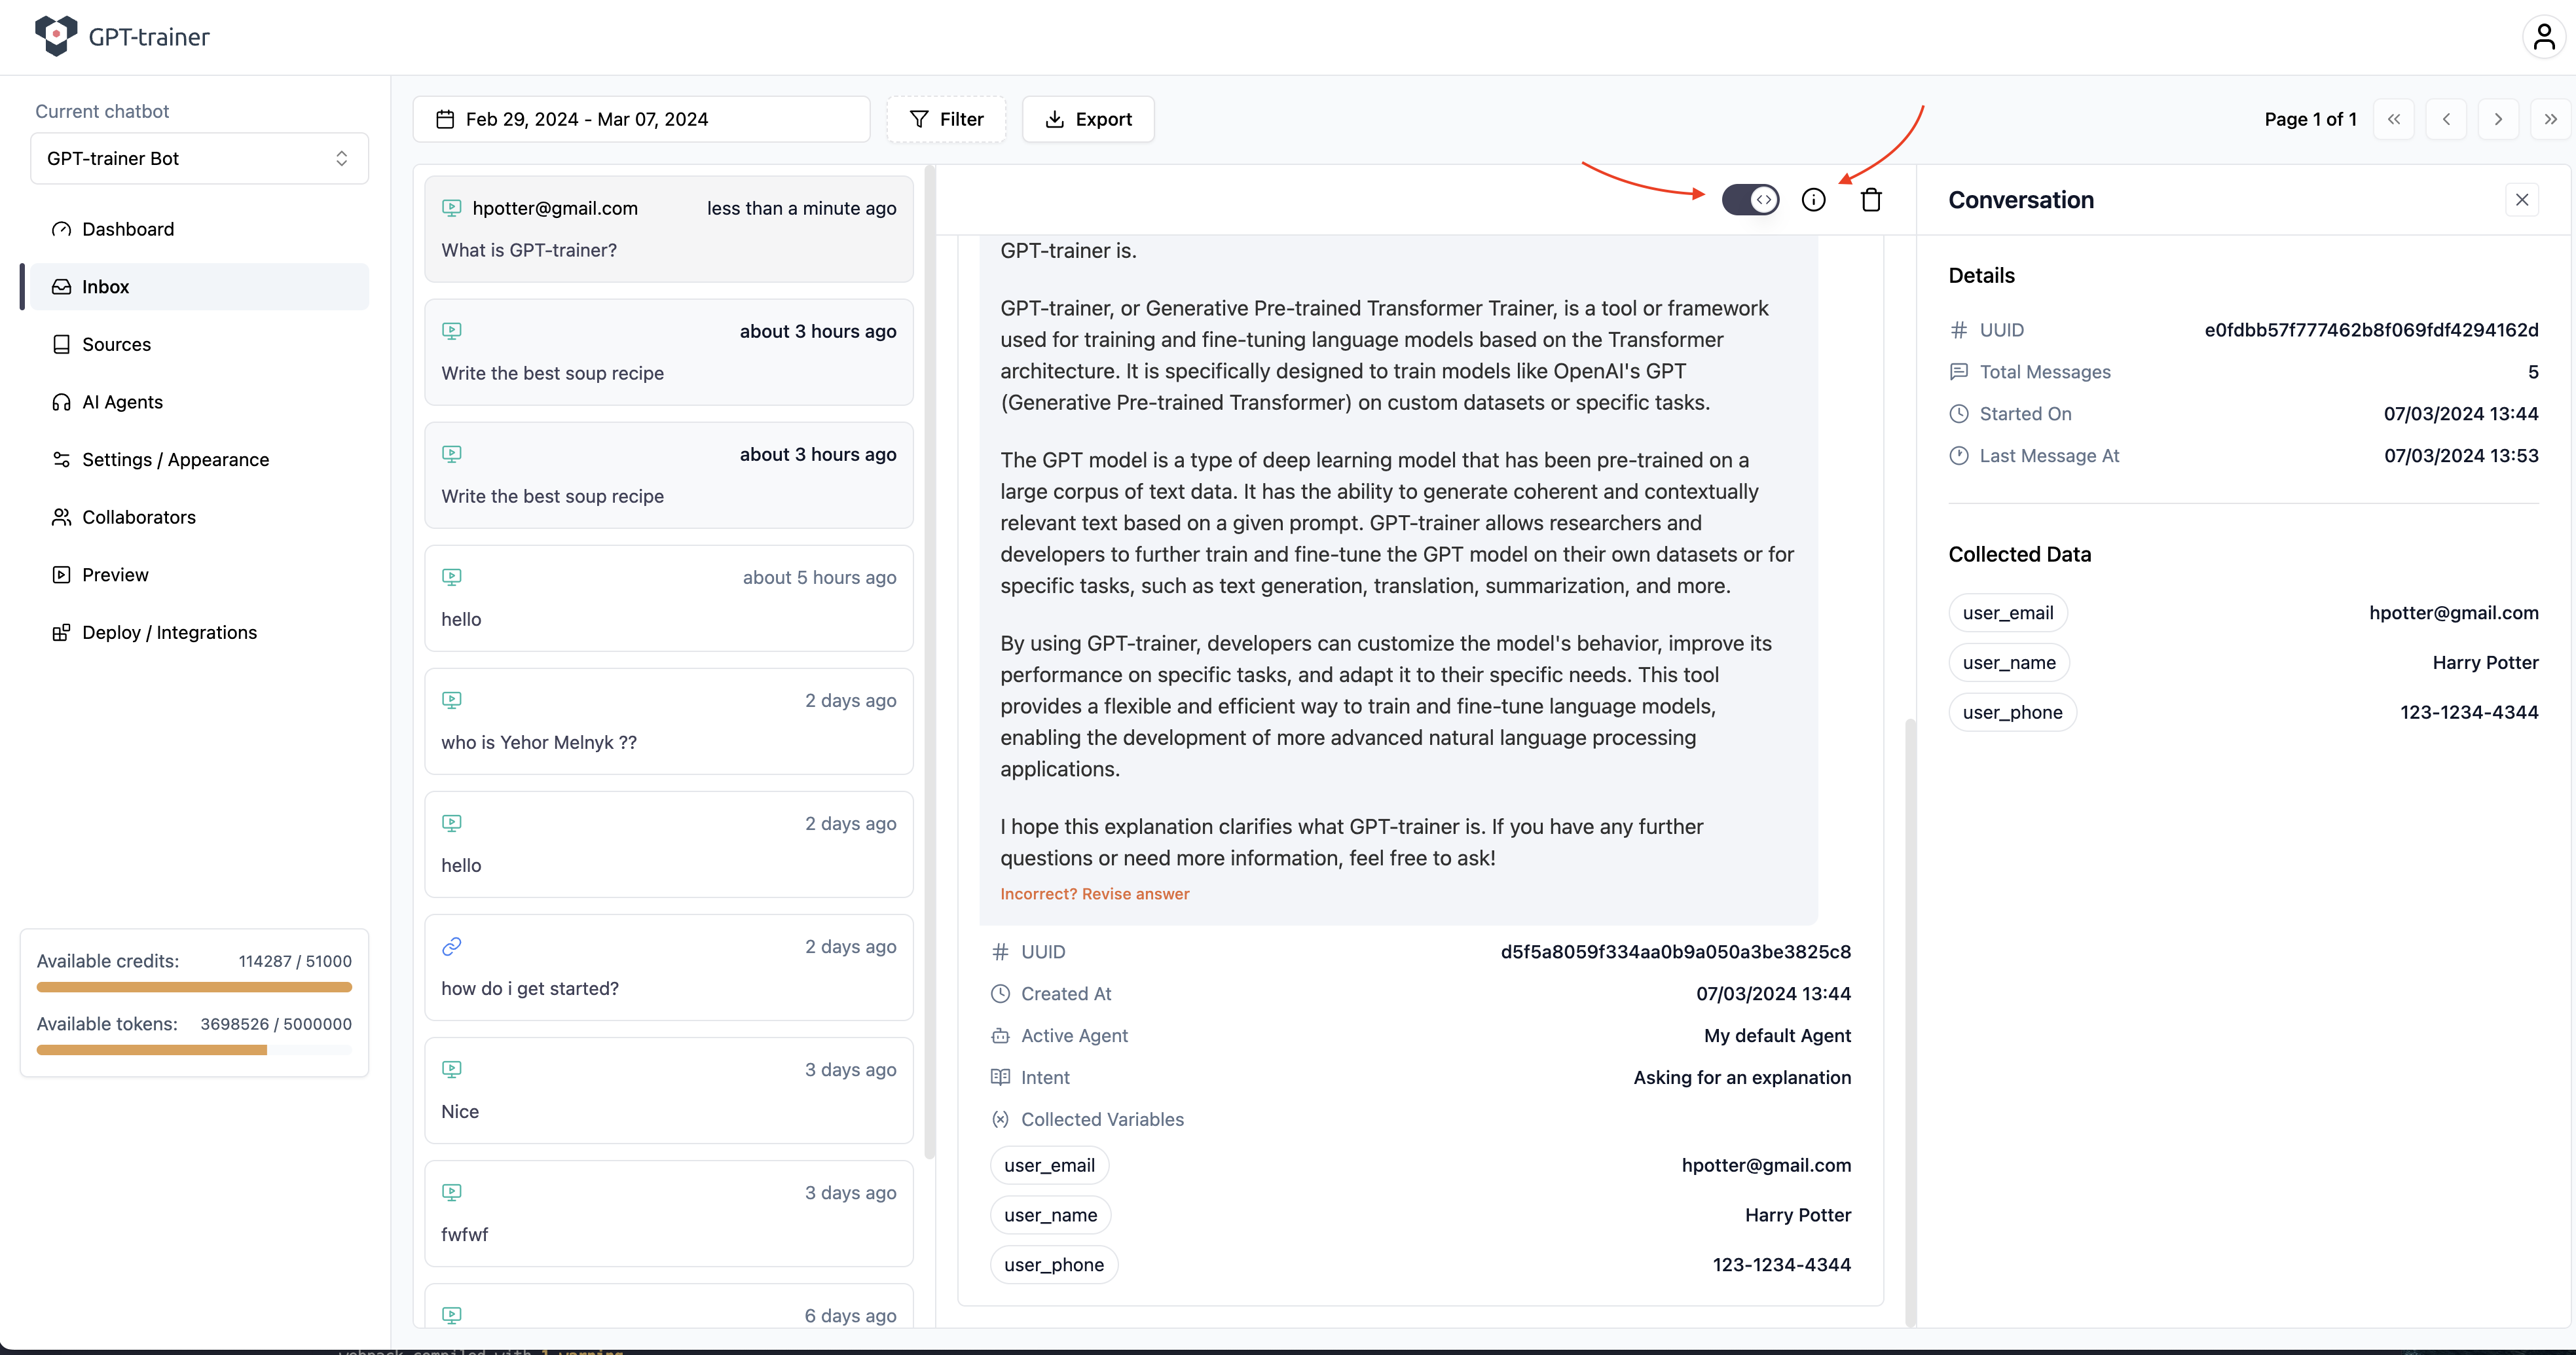 GPT-trainer
Current chatbot
GPT-trainer Bot
Dashboard
Inbox
Sources
AI Agents
Settings / Appearance
Collaborators
Preview
Deploy / Integrations
Available credits: 114287 / 51000
Available tokens: 3698526 / 5000000
Feb 29, 2024 - Mar 07, 2024
Filter
Export
Page 1 of 1
hpotter@gmail.com less than a minute ago
What is GPT-trainer?
about 3 hours ago
Write the best soup recipe
about 3 hours ago
Write the best soup recipe
about 5 hours ago
hello
2 days ago
who is Yehor Melnyk ??
2 days ago
hello
2 days ago
how do i get started?
3 days ago
Nice
3 days ago
fwfwf
6 days ago
GPT-trainer is.
GPT-trainer, or Generative Pre-trained Transformer Trainer, is a tool or framework
used for training and fine-tuning language models based on the Transformer
architecture. It is specifically designed to train models like OpenAI's GPT
(Generative Pre-trained Transformer) on custom datasets or specific tasks.
The GPT model is a type of deep learning model that has been pre-trained on a
large corpus of text data. It has the ability to generate coherent and contextually
relevant text based on a given prompt. GPT-trainer allows researchers and
developers to further train and fine-tune the GPT model on their own datasets or for
specific tasks, such as text generation, translation, summarization, and more.
By using GPT-trainer, developers can customize the model's behavior, improve its
performance on specific tasks, and adapt it to their specific needs. This tool
provides a flexible and efficient way to train and fine-tune language models,
enabling the development of more advanced natural language processing
applications.
I hope this explanation clarifies what GPT-trainer is. If you have any further
questions or need more information, feel free to ask!
Incorrect? Revise answer
UUID d5f5a8059f334aa0b9a050a3be3825c8
Created At 07/03/2024 13:44
Active Agent My default Agent
Intent Asking for an explanation
Collected Variables
user_email hpotter@gmail.com
user_name Harry Potter
user_phone 123-1234-4344
Conversation
Details
UUID e0fdbb57f777462b8f069fdf4294162d
Total Messages 5
Started On 07/03/2024 13:44
Last Message At 07/03/2024 13:53
Collected Data
user_email hpotter@gmail.com
user_name Harry Potter
user_phone 123-1234-4344
webpack compiled with 1 warning